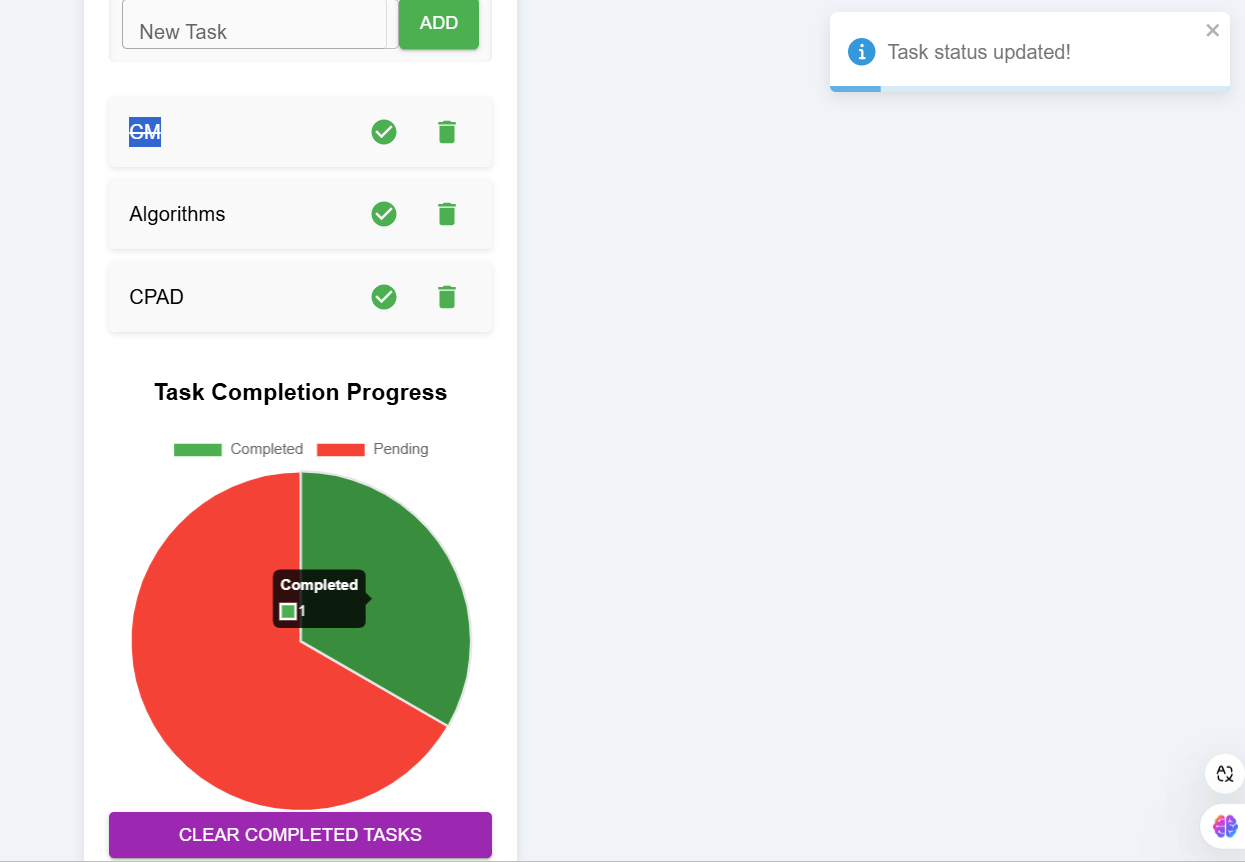 New Task
ADD
Task status updated!
CM
Algorithms
CPAD
Task Completion Progress
Completed
Pending
Completed
1
CLEAR COMPLETED TASKS